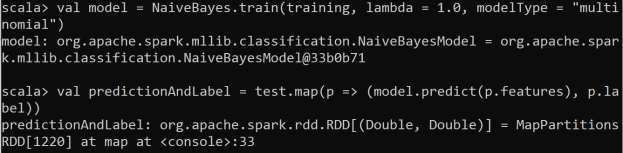 scala> val model = NaiveBayes.train(training, lambda = 1.0, modelType = "multi
nomial")
model: org.apache.spark.mllib.classification.NaiveBayesModel = org.apache.spar
k.mllib.classification.NaiveBayesModel@33b0b71
scala> val predictionAndLabel = test.map(p => (model.predict(p.features), p.la
bel))
predictionAndLabel: org.apache.spark.rdd.RDD[(Double, Double)] = MapPartitions
RDD[1220] at map at <console>:33